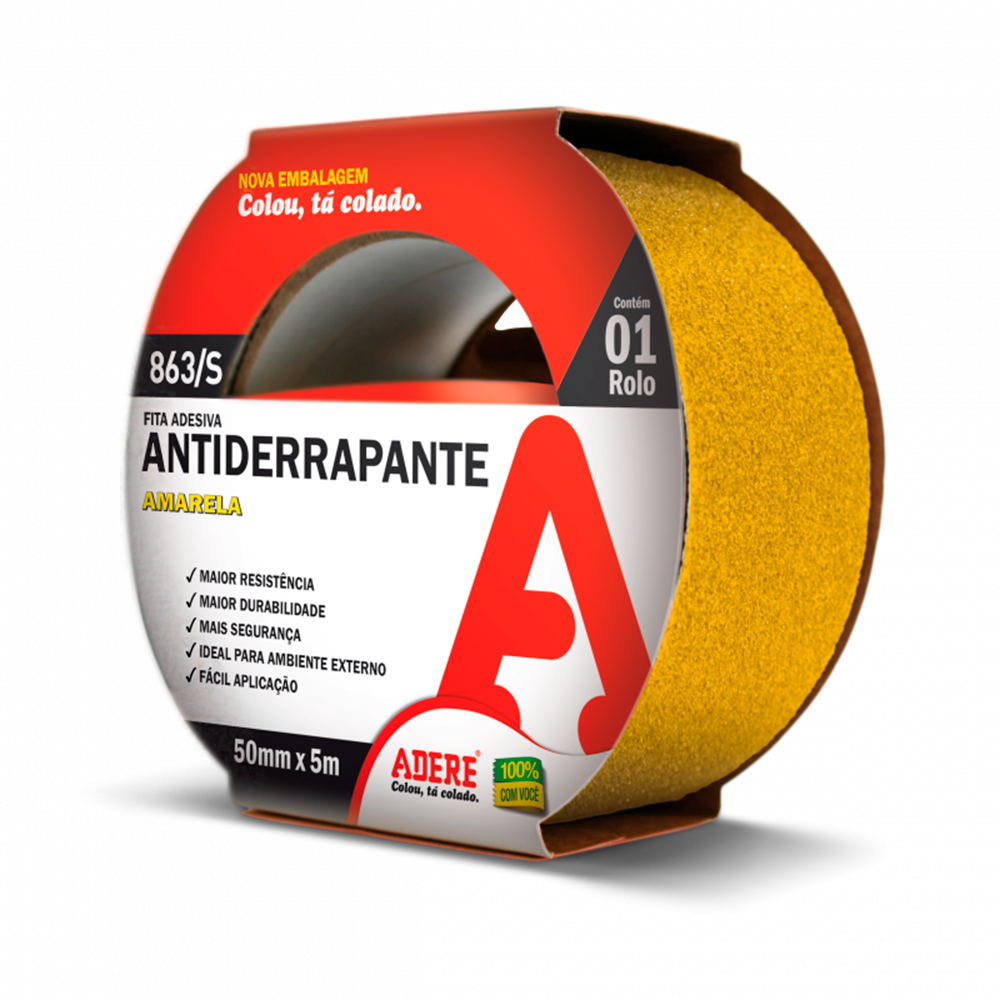 NOVA EMBALAGEM
Colou, tá colado.
Contém
01
Rolo
863/S
FITA ADESIVA
ANTIDERRAPANTE
AMARELA
✓ MAIOR RESISTÊNCIA
✓ MAIOR DURABILIDADE
✓ MAIS SEGURANÇA
✓ IDEAL PARA AMBIENTE EXTERNO
✓ FÁCIL APLICAÇÃO
50mm x 5m
ADERE®
Colou, tá colado.
100%
COM VOCÊ